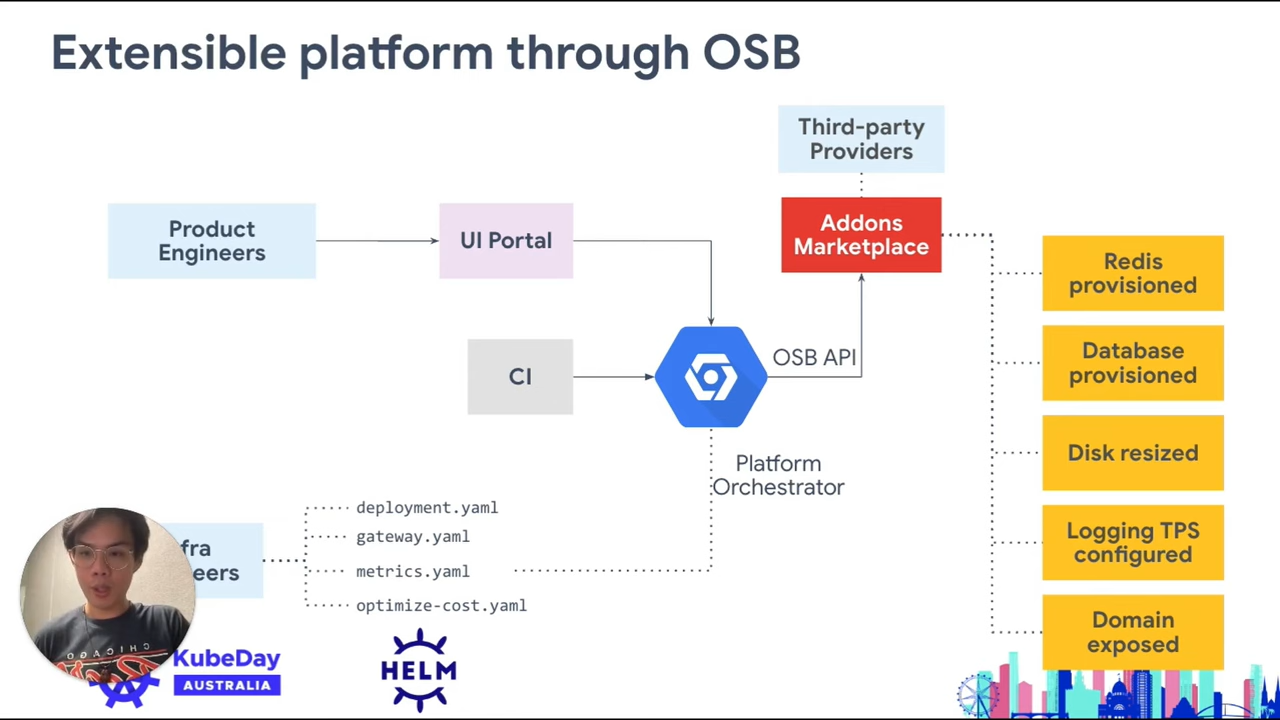 Extensible platform through OSB
Third-party
Providers
Product
Engineers
UI Portal
Addons
Marketplace
Redis
provisioned
OSB API
Database
provisioned
CI
Disk resized
Platform
Orchestrator
deployment.yaml
gateway.yaml
metrics.yaml
optimize-cost.yaml
Logging TPS
configured
Domain
exposed
KubeDay
AUSTRALIA
HELM